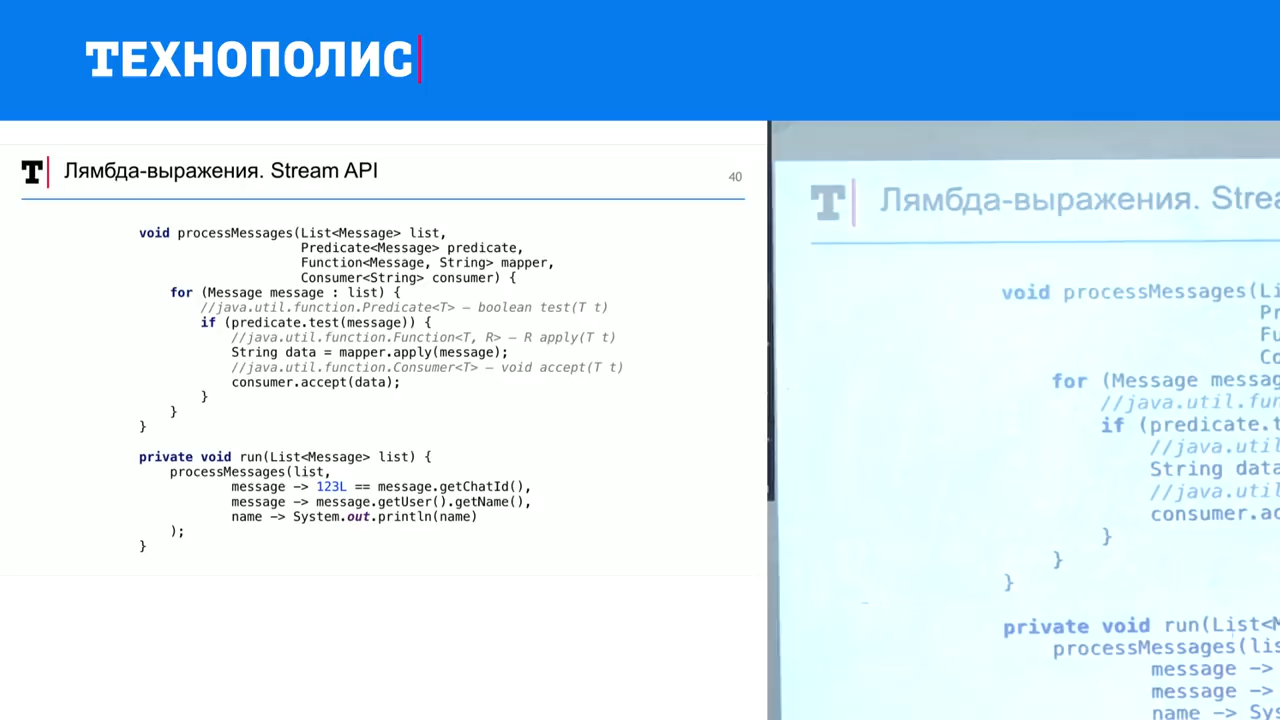 ТЕХНОПОЛИС
Т Лямбда-выражения. Stream API
40
void processMessages(List<Message> list,
Predicate<Message> predicate,
Function<Message, String> mapper,
Consumer<String> consumer) {
for (Message message : list) {
//java.util.function.Predicate<T> – boolean test(T t)
if (predicate.test(message)) {
//java.util.function.Function<T, R> – R apply(T t)
String data = mapper.apply(message);
//java.util.function.Consumer<T> – void accept(T t)
consumer.accept(data);
}
}
}
private void run(List<Message> list) {
processMessages(list,
message -> 123L == message.getChatId(),
message -> message.getUser().getName(),
name -> System.out.println(name)
);
}
Т Лямбда-выражения. Strea
void processMessages(Li
Pr
Fu
Co
for (Message messag
//java.util.fun
if (predicate.t
//java.util
String data
//java.util
consumer.ac
}
}
}
private void run(List<M
processMessages(lis
message ->
message ->
name -> Sys